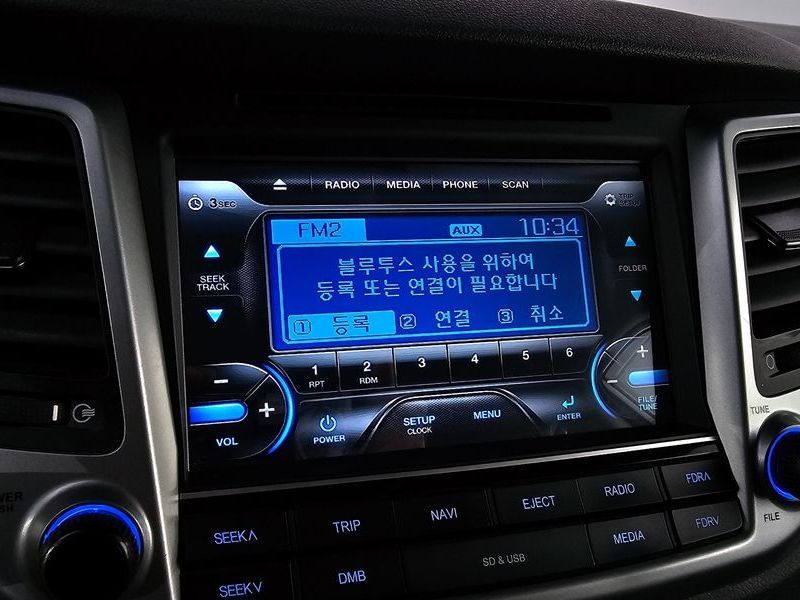 RADIO MEDIA PHONE SCAN
3SEC
FM2 AUX 10:34
블루투스 사용을 위하여
등록 또는 연결이 필요합니다
1 등록 2 연결 3 취소
SEEK
TRACK
FOLDER
1 2 3 4 5 6
RPT RDM
VOL
POWER
SETUP
CLOCK
MENU
ENTER
FILE/
TUNE
TUNE
FILE
SEEK∧ TRIP NAVI EJECT RADIO FDR∧
SEEK∨ DMB SD & USB MEDIA FDR∨